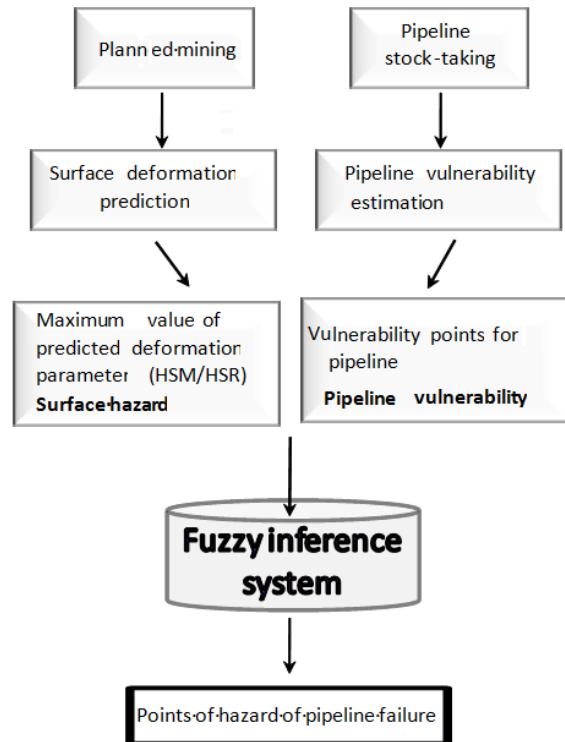 Plann ed·mining
Pipeline
stock-taking
Surface deformation
prediction
Pipeline vulnerability
estimation
Maximum value of
predicted deformation
parameter (HSM/HSR)
Surface·hazard
Vulnerability points for
pipeline
Pipeline vulnerability
Fuzzy inference
system
Points·of·hazard·of·pipeline·failure